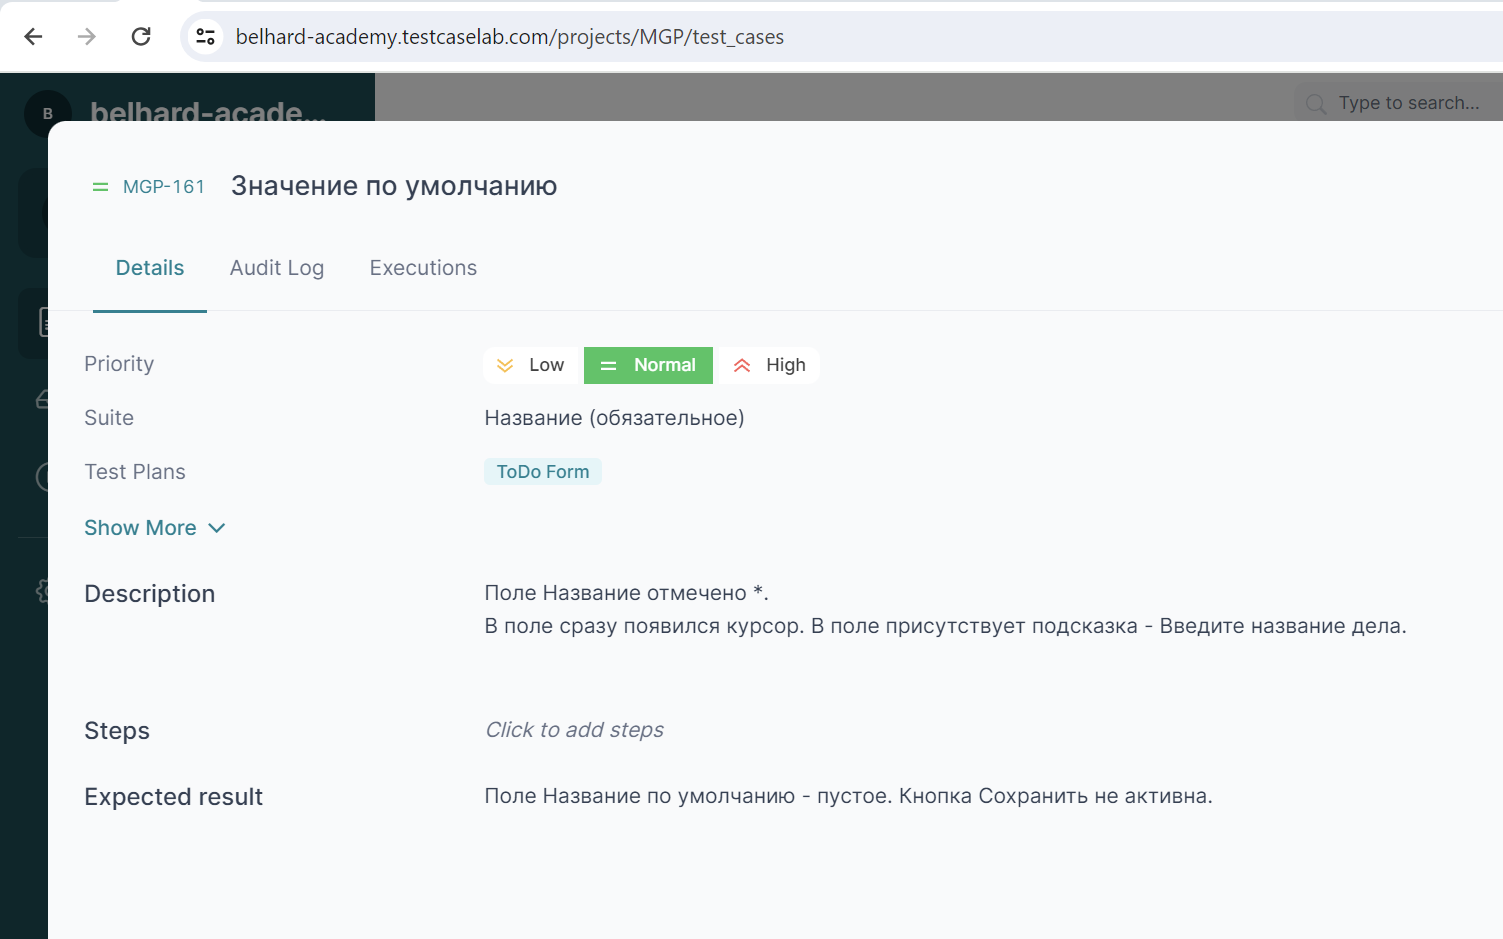 belhard-academy.testcaselab.com/projects/MGP/test_cases
B belhard-acade...
Type to search...
MGP-161 Значение по умолчанию
Details Audit Log Executions
Priority Low Normal High
Suite Название (обязательное)
Test Plans ToDo Form
Show More
Description Поле Название отмечено *.
В поле сразу появился курсор. В поле присутствует подсказка - Введите название дела.
Steps Click to add steps
Expected result Поле Название по умолчанию - пустое. Кнопка Сохранить не активна.